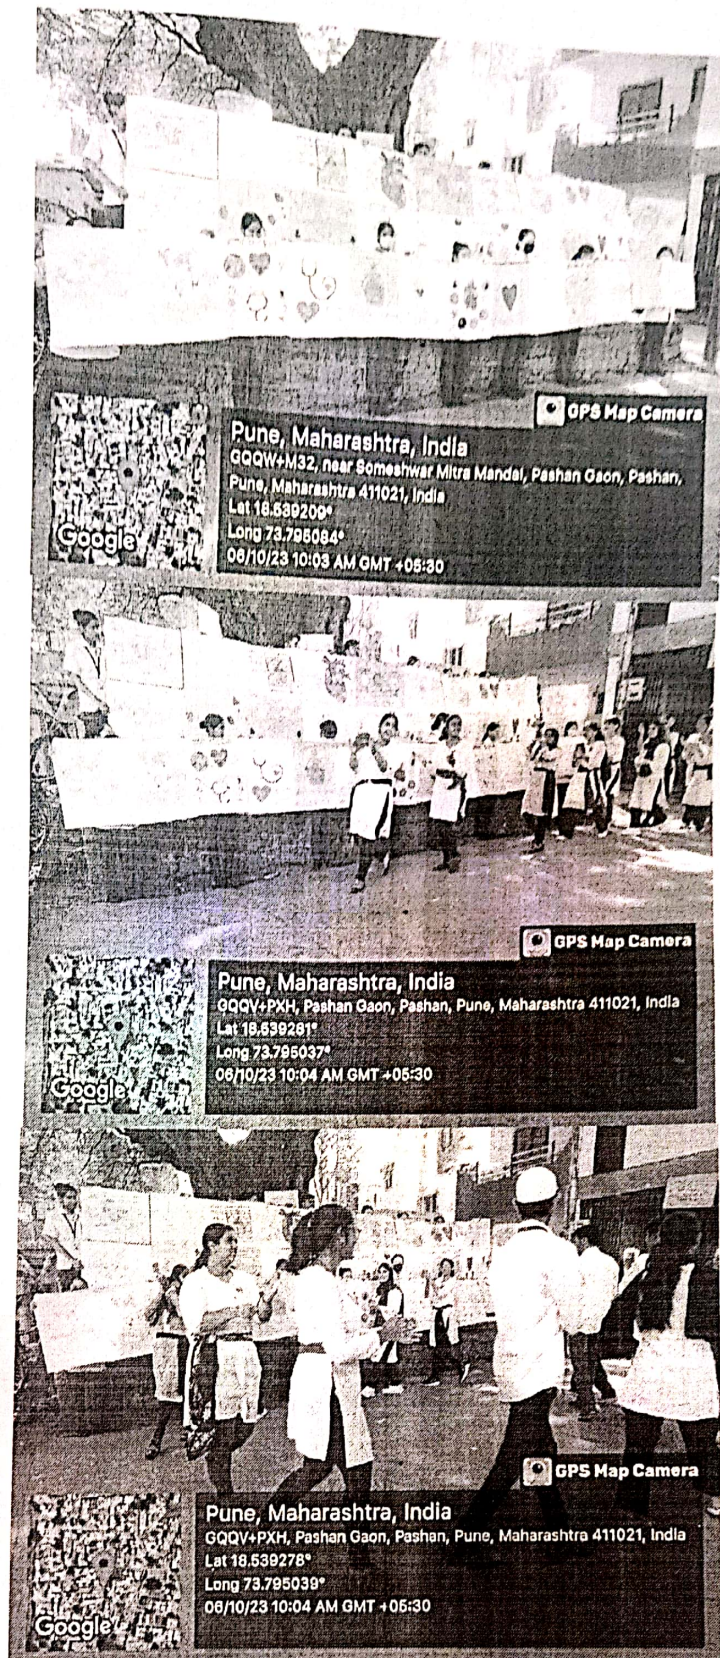 GPS Map Camera
Pune, Maharashtra, India
GQQW+M32, near Someshwar Mitra Mandal, Pashan Gaon, Pashan,
Pune, Maharashtra 411021, India
Lat 18.539209°
Long 73.795084°
06/10/23 10:03 AM GMT +05:30
Google
GPS Map Camera
Pune, Maharashtra, India
GQQV+PXH, Pashan Gaon, Pashan, Pune, Maharashtra 411021, India
Lat 18.539281°
Long 73.795037°
06/10/23 10:04 AM GMT +05:30
Google
GPS Map Camera
Pune, Maharashtra, India
GQQV+PXH, Pashan Gaon, Pashan, Pune, Maharashtra 411021, India
Lat 18.539278°
Long 73.795039°
06/10/23 10:04 AM GMT +05:30
Google